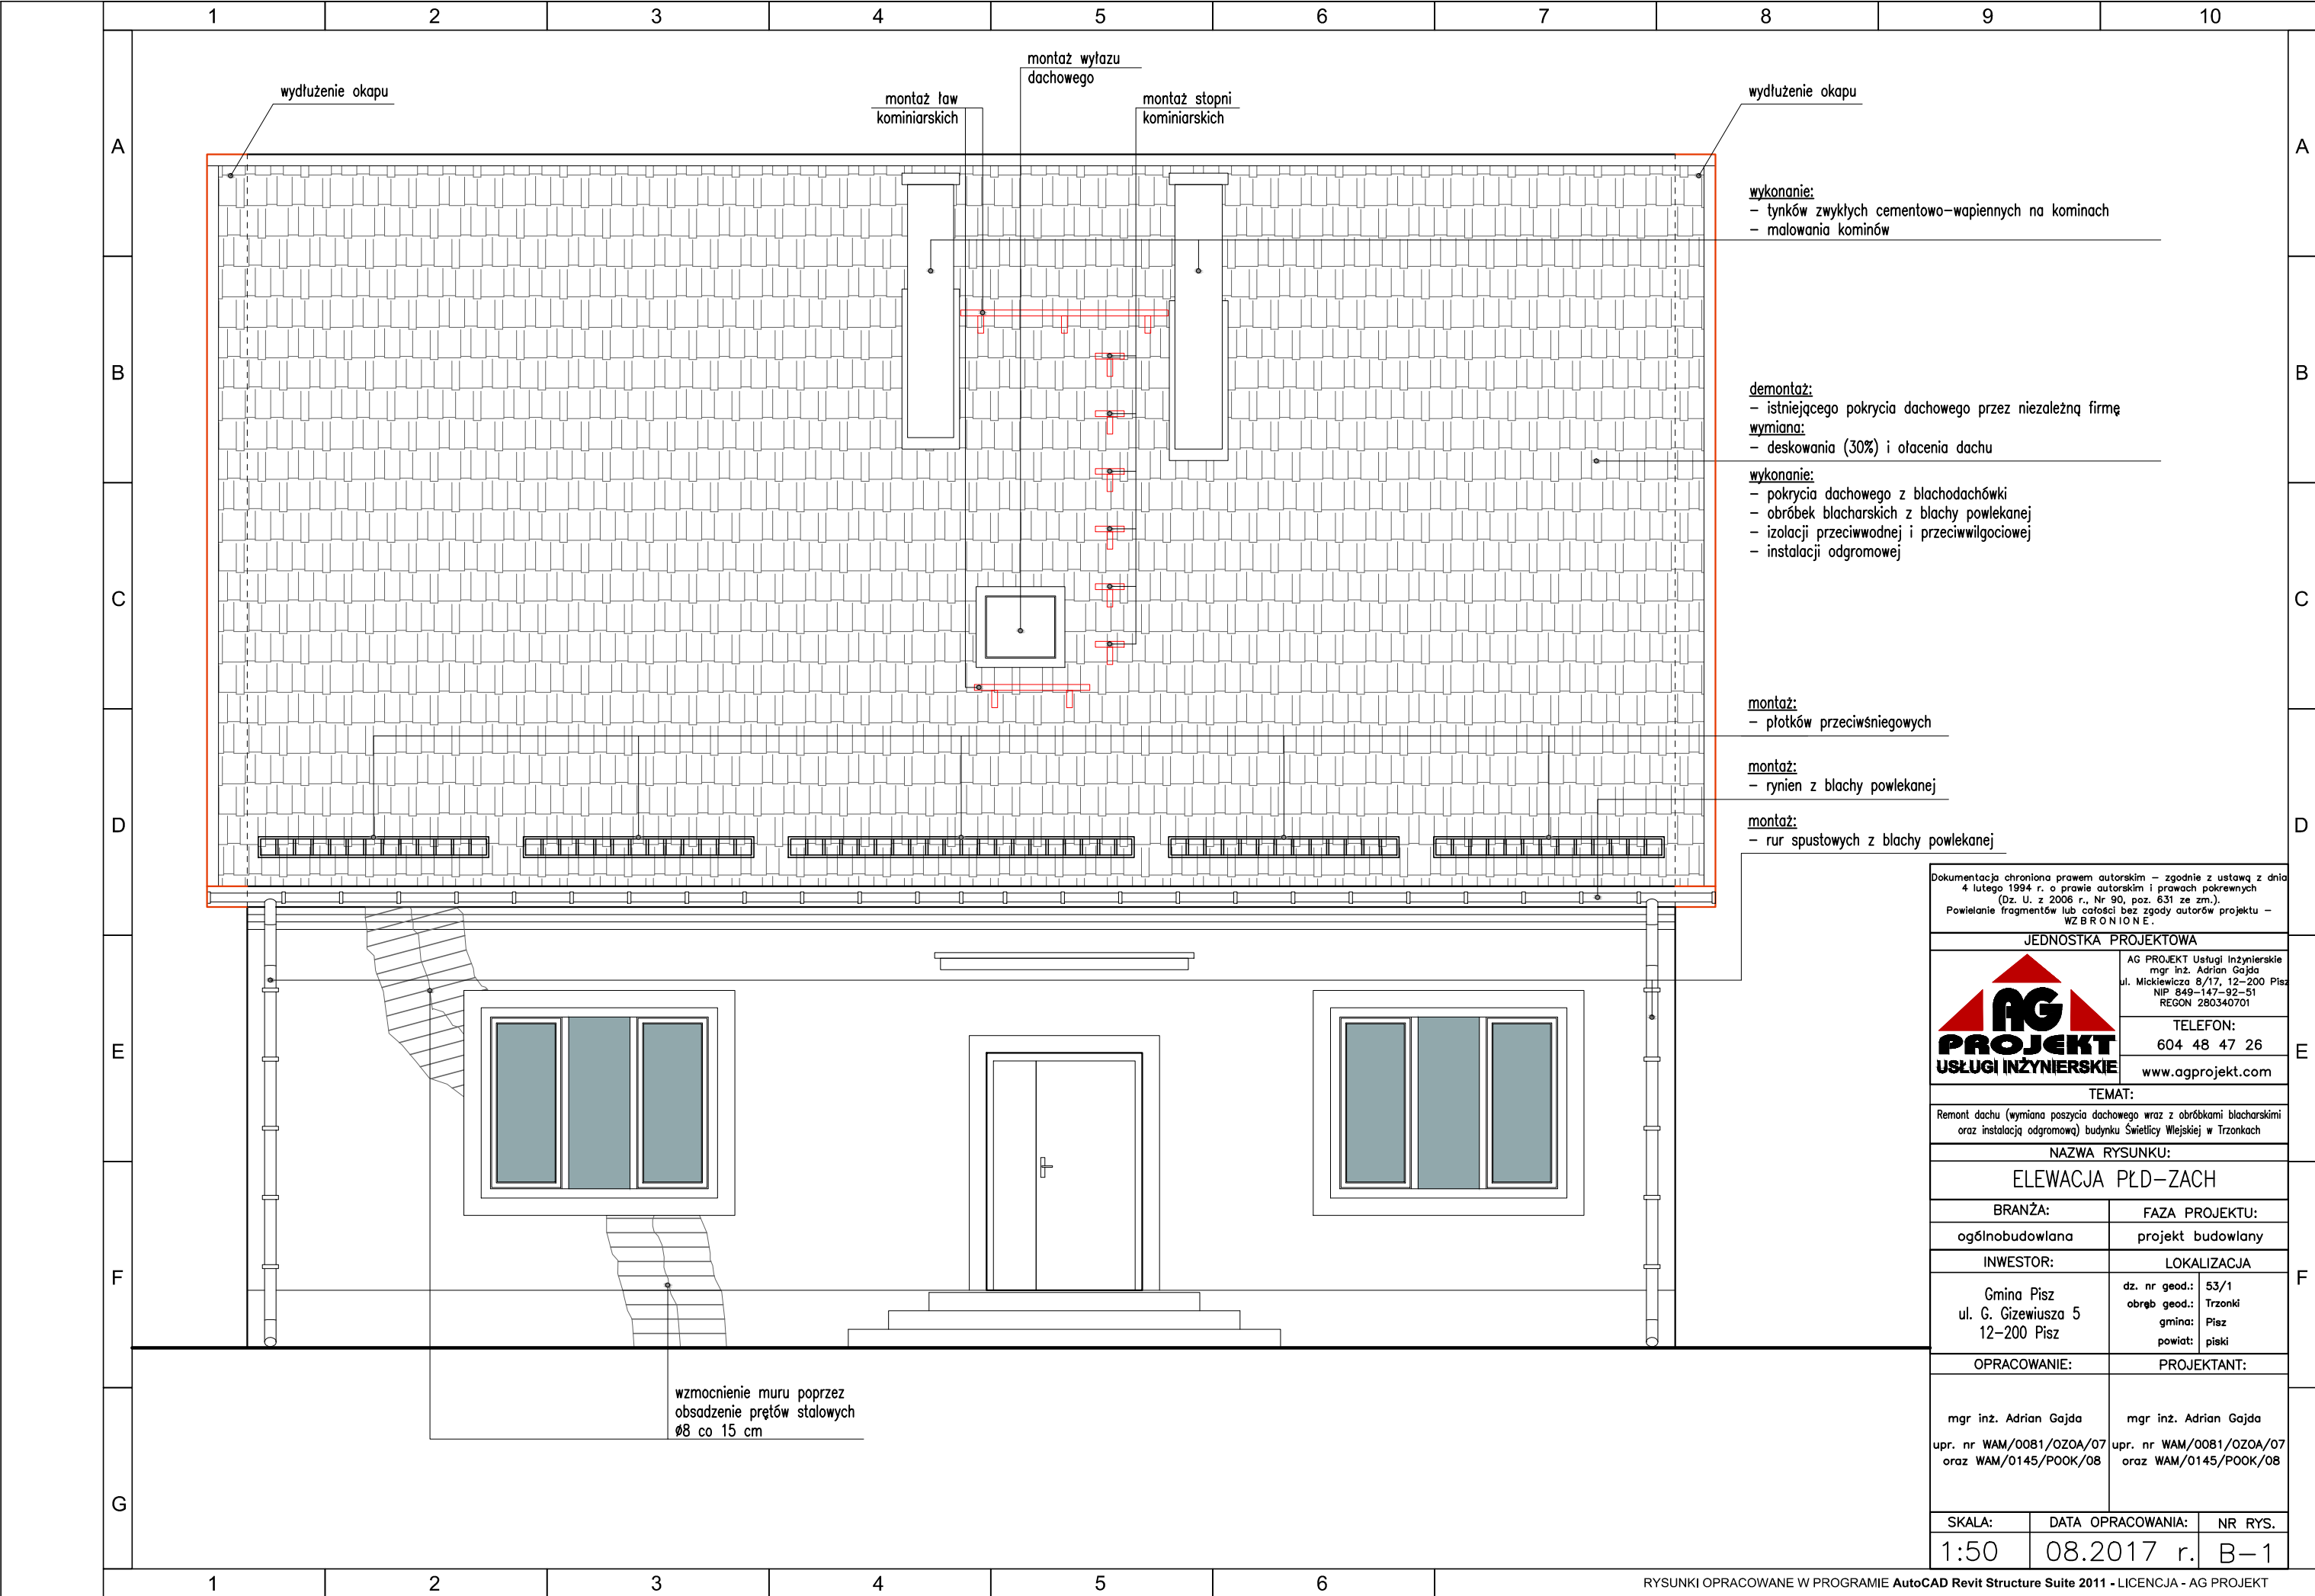 1 2 3 4 5 6 7 8 9 10
montaż wyłazu
dachowego
wydłużenie okapu
montaż ław
kominiarskich
montaż stopni
kominiarskich
wydłużenie okapu
A A
wykonanie:
– tynków zwykłych cementowo–wapiennych na kominach
– malowania kominów
B B
demontaż:
– istniejącego pokrycia dachowego przez niezależną firmę
wymiana:
– deskowania (30%) i ołacenia dachu
wykonanie:
– pokrycia dachowego z blachodachówki
– obróbek blacharskich z blachy powlekanej
– izolacji przeciwwodnej i przeciwwilgociowej
– instalacji odgromowej
C C
montaż:
– płotków przeciwśniegowych
montaż:
– rynien z blachy powlekanej
D D
montaż:
– rur spustowych z blachy powlekanej
Dokumentacja chroniona prawem autorskim – zgodnie z ustawą z dnia
4 lutego 1994 r. o prawie autorskim i prawach pokrewnych
(Dz. U. z 2006 r., Nr 90, poz. 631 ze zm.).
Powielanie fragmentów lub całości bez zgody autorów projektu –
WZBRONIONE.
JEDNOSTKA PROJEKTOWA
AG
PROJEKT
USŁUGI INŻYNIERSKIE
AG PROJEKT Usługi Inżynierskie
mgr inż. Adrian Gajda
ul. Mickiewicza 8/17, 12–200 Pisz
NIP 849–147–92–51
REGON 280340701
TELEFON:
604 48 47 26
www.agprojekt.com
E E
TEMAT:
Remont dachu (wymiana poszycia dachowego wraz z obróbkami blacharskimi
oraz instalacją odgromową) budynku Świetlicy Wiejskiej w Trzonkach
NAZWA RYSUNKU:
ELEWACJA PŁD–ZACH
BRANŻA: FAZA PROJEKTU:
ogólnobudowlana projekt budowlany
INWESTOR: LOKALIZACJA
F F
Gmina Pisz
ul. G. Gizewiusza 5
12–200 Pisz
dz. nr geod.: 53/1
obręb geod.: Trzonki
gmina: Pisz
powiat: piski
OPRACOWANIE: PROJEKTANT:
wzmocnienie muru poprzez
obsadzenie prętów stalowych
ø8 co 15 cm
mgr inż. Adrian Gajda mgr inż. Adrian Gajda
upr. nr WAM/0081/OZOA/07 upr. nr WAM/0081/OZOA/07
oraz WAM/0145/POOK/08 oraz WAM/0145/POOK/08
G
SKALA: DATA OPRACOWANIA: NR RYS.
1:50 08.2017 r. B–1
1 2 3 4 5 6
RYSUNKI OPRACOWANE W PROGRAMIE AutoCAD Revit Structure Suite 2011 - LICENCJA - AG PROJEKT